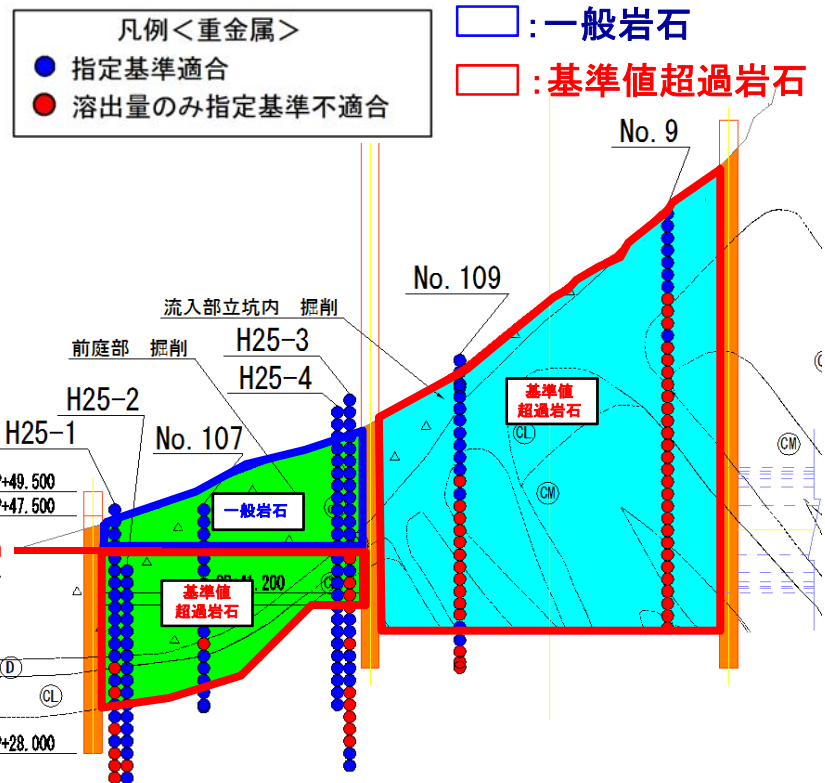 凡例＜重金属＞
指定基準適合
溶出量のみ指定基準不適合
：一般岩石
：基準値超過岩石
No. 9
No. 109
流入部立坑内　掘削
前庭部　掘削
H25-3
H25-4
H25-2
H25-1
No. 107
+49.500
+47.500
一般岩石
基準値
超過岩石
基準値
超過岩石
41.200
CL
CM
CM
D
CL
+28.000